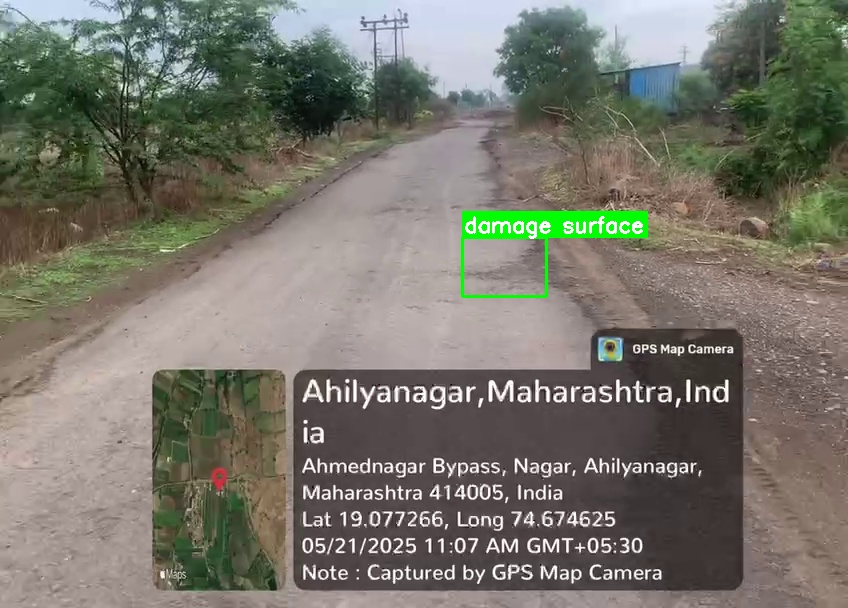 damage surface
GPS Map Camera
Ahilyanagar,Maharashtra,Ind
ia
Ahmednagar Bypass, Nagar, Ahilyanagar,
Maharashtra 414005, India
Lat 19.077266, Long 74.674625
05/21/2025 11:07 AM GMT+05:30
Note : Captured by GPS Map Camera
Maps